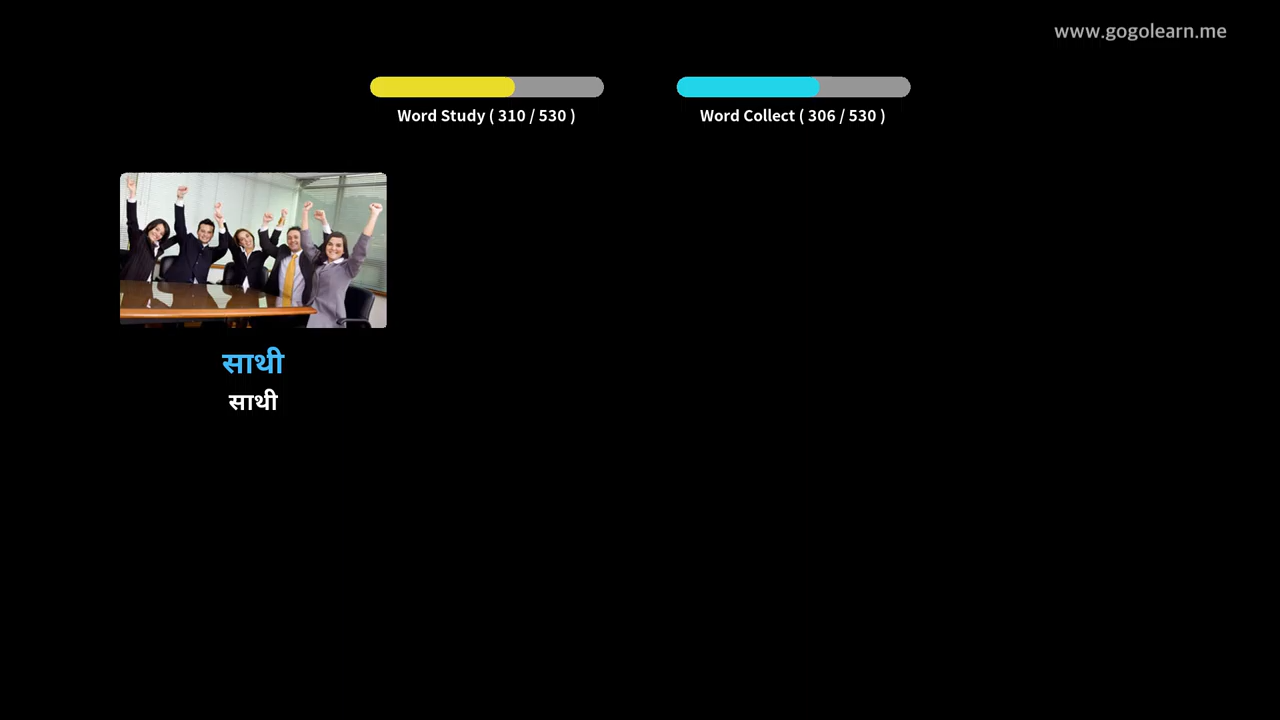 www.gogolearn.me
Word Study ( 310 / 530 )
Word Collect ( 306 / 530 )
साथी
साथी